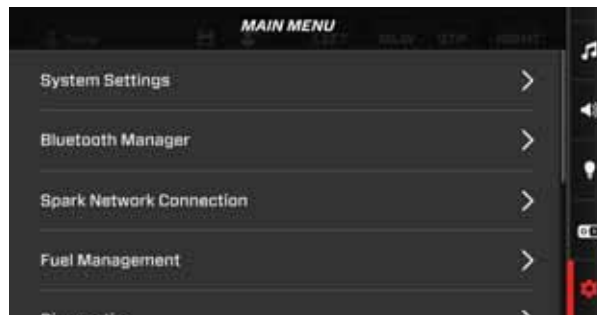 MAIN MENU
System Settings
Bluetooth Manager
Spark Network Connection
Fuel Management